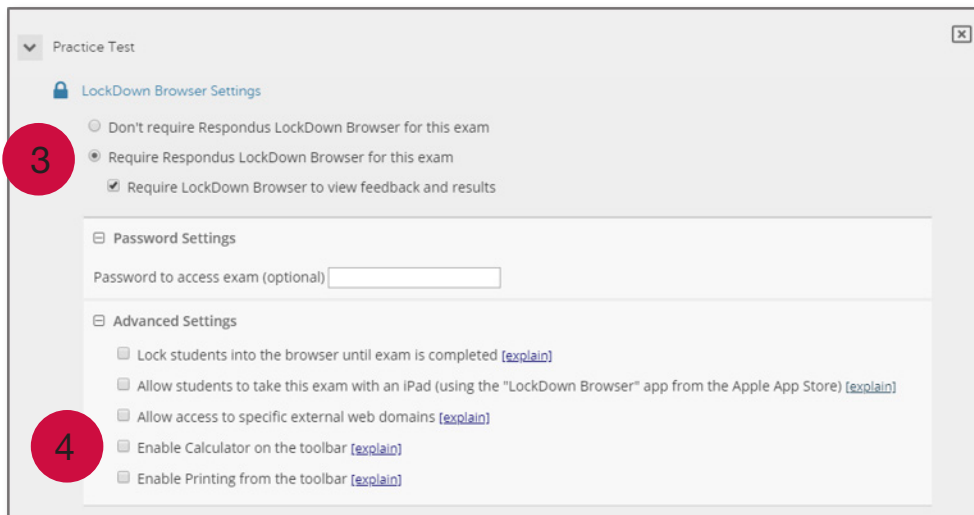 Practice Test
LockDown Browser Settings
Don't require Respondus LockDown Browser for this exam
3
Require Respondus LockDown Browser for this exam
Require LockDown Browser to view feedback and results
Password Settings
Password to access exam (optional)
Advanced Settings
Lock students into the browser until exam is completed [explain]
Allow students to take this exam with an iPad (using the "LockDown Browser" app from the Apple App Store) [explain]
Allow access to specific external web domains [explain]
4
Enable Calculator on the toolbar [explain]
Enable Printing from the toolbar [explain]